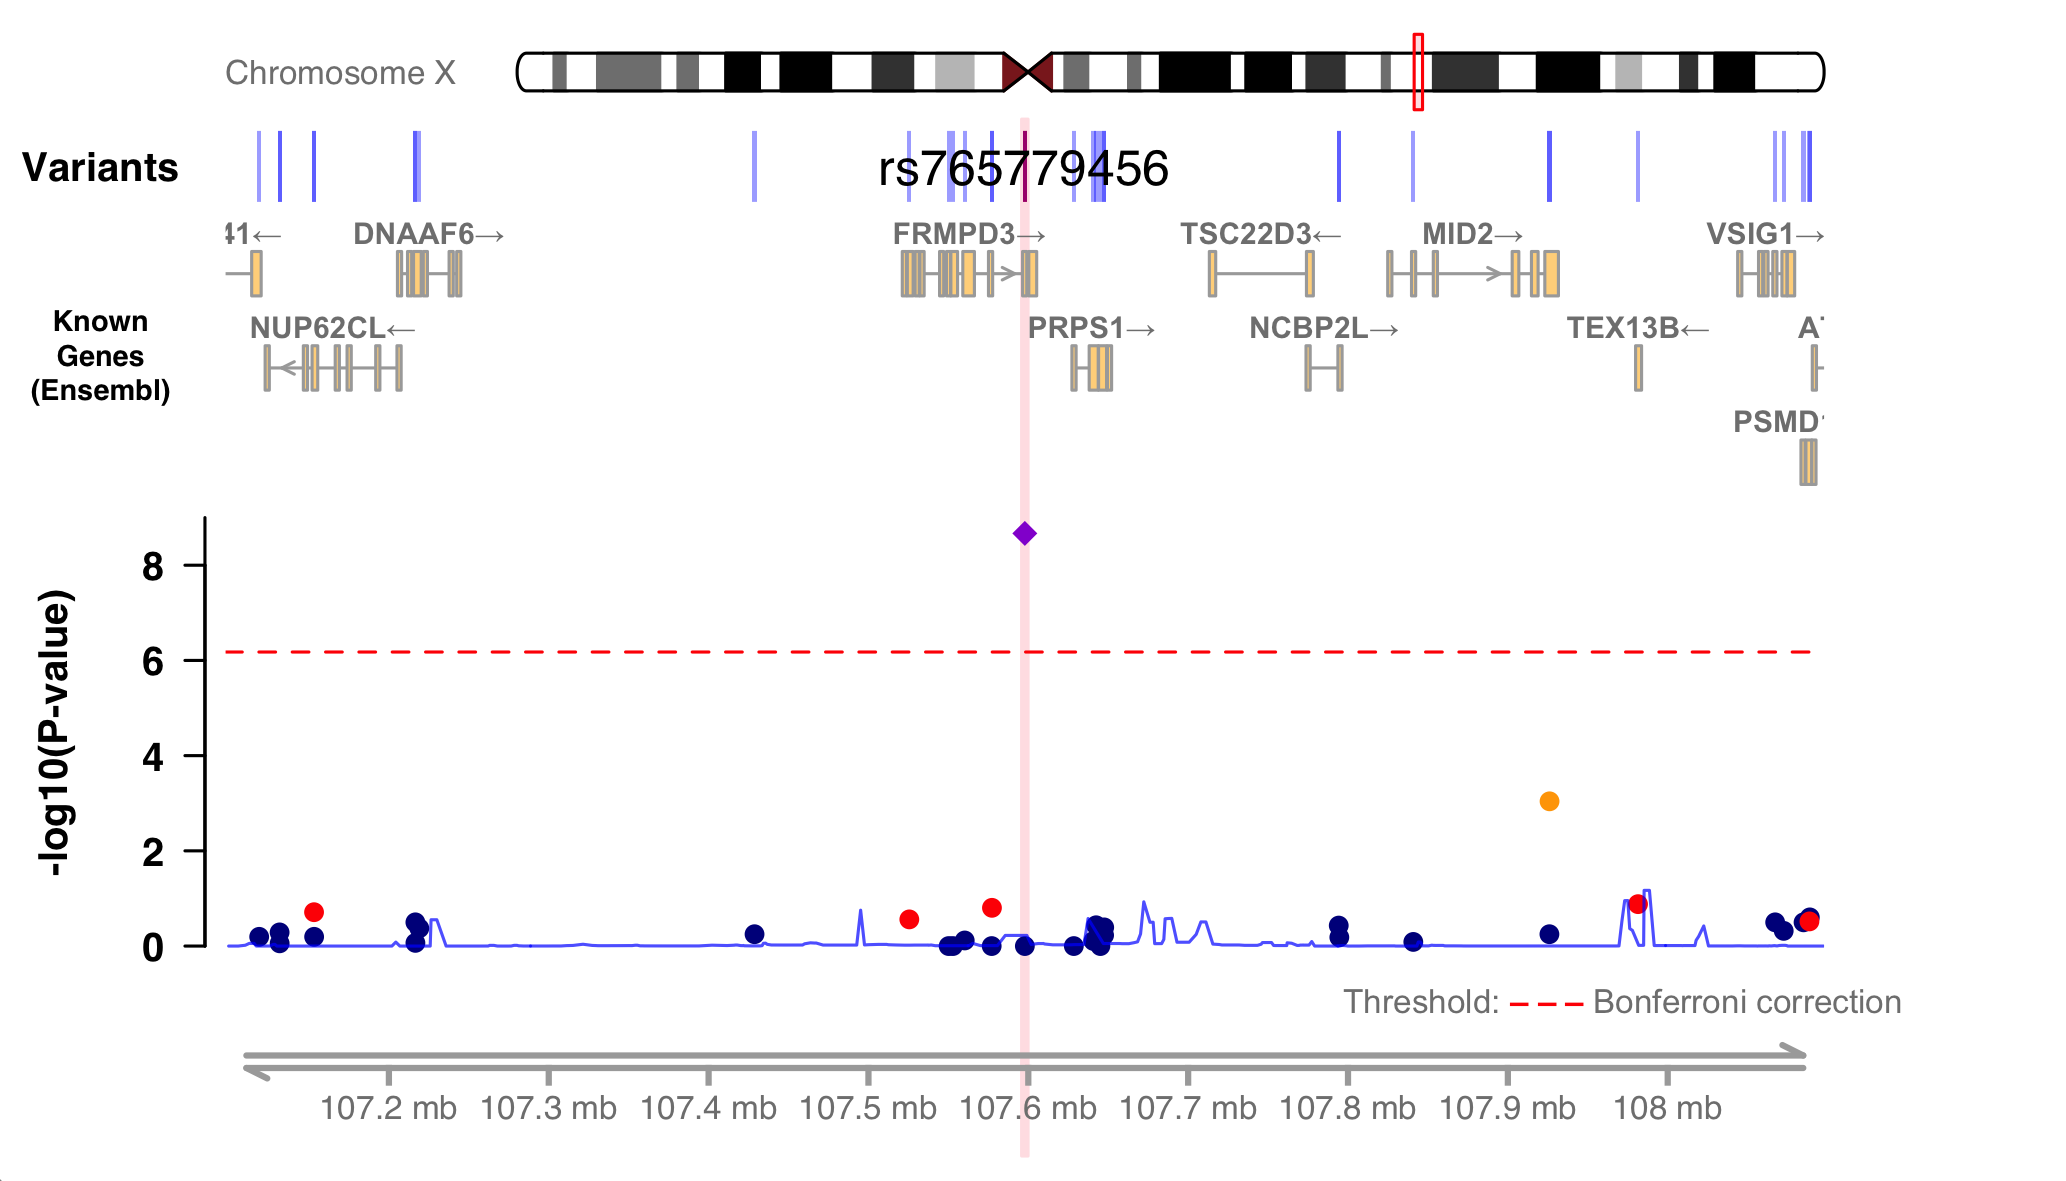 Chromosome X
Variants
rs765779456
41←
DNAAF6→
FRMPD3→
TSC22D3←
MID2→
VSIG1→
Known
Genes
(Ensembl)
NUP62CL←
PRPS1→
NCBP2L→
TEX13B←
A
PSMD
-log10(P-value)
8
6
4
2
0
Threshold: Bonferroni correction
107.2 mb 107.3 mb 107.4 mb 107.5 mb 107.6 mb 107.7 mb 107.8 mb 107.9 mb 108 mb